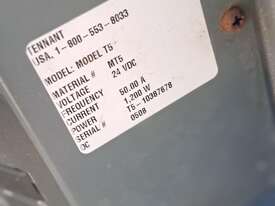 TENNANT
USA, 1-800-553-8033
MODEL: MODEL T5
MATERIAL # MT5
VOLTAGE 24 VDC
FREQUENCY
CURRENT 50.00 A
POWER 1,200 W
SERIAL # T5-10387678
DC 0508